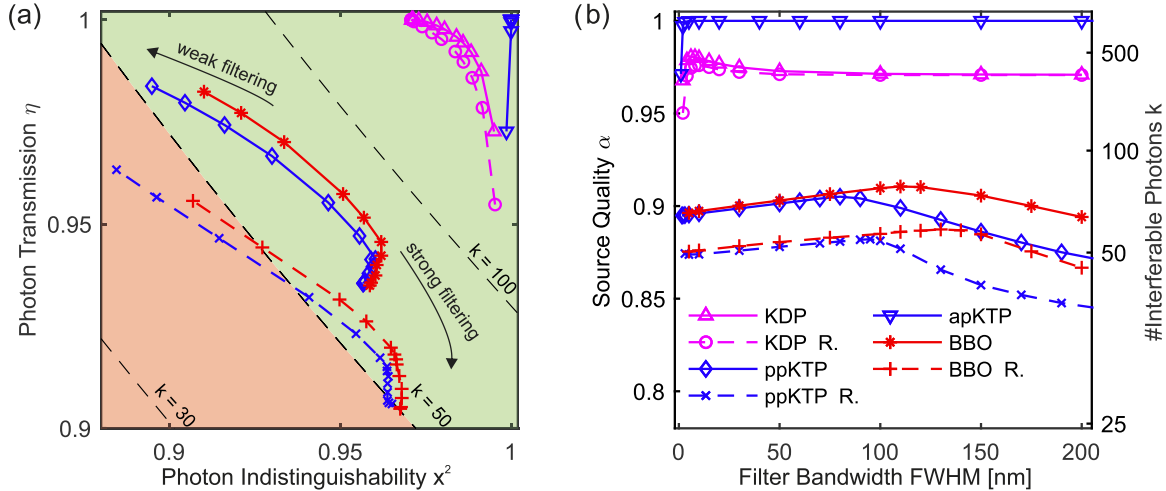 (a)
1
0.95
0.9
Photon Transmission η
weak filtering
strong filtering
k = 100
k = 50
k = 30
0.9
0.95
1
Photon Indistinguishability x²
(b)
1
0.95
0.9
0.85
0.8
Source Quality α
500
100
50
25
#Interferable Photons k
KDP
KDP R.
ppKTP
ppKTP R.
apKTP
BBO
BBO R.
0
50
100
150
200
Filter Bandwidth FWHM [nm]